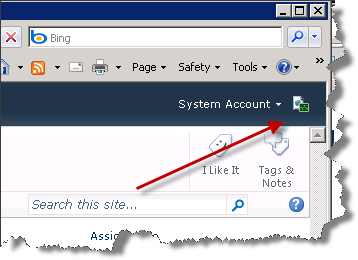 Bing
Page Safety Tools
System Account
I Like It
Tags &
Notes
Search this site...